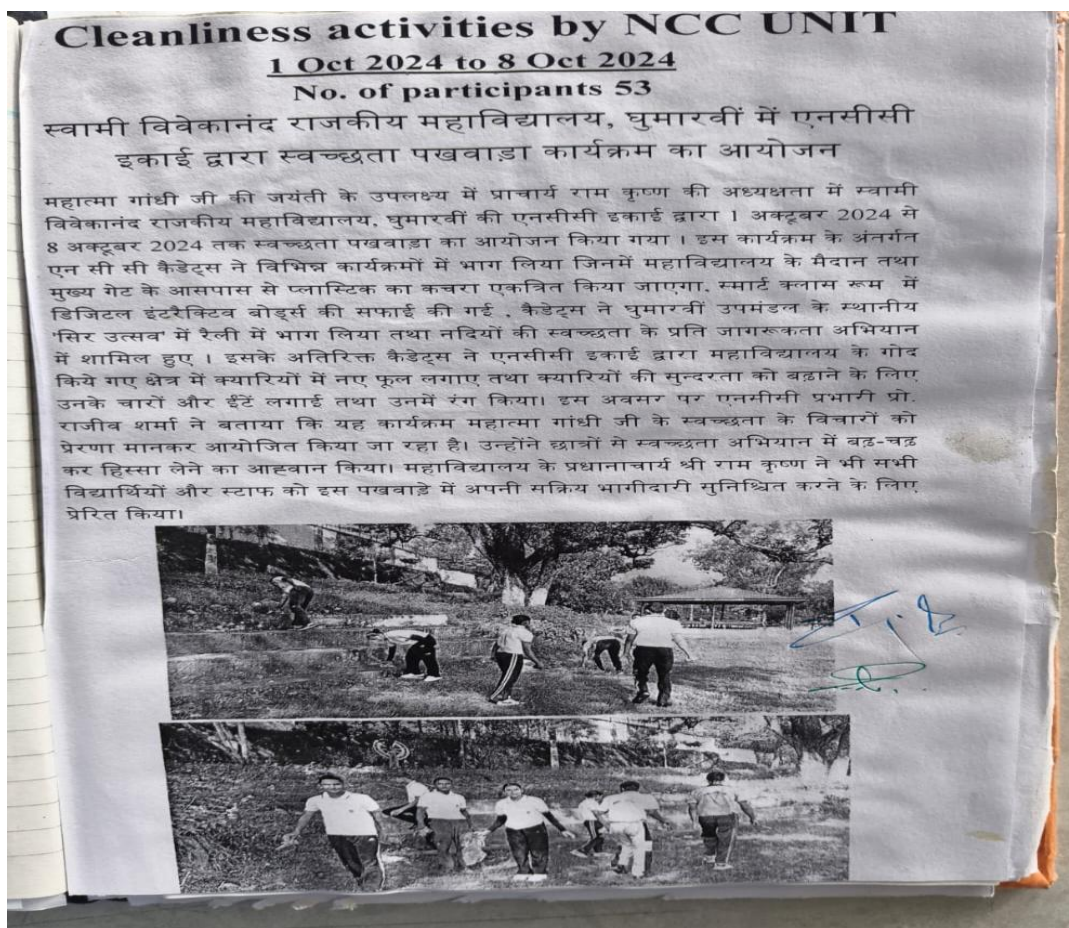 Cleanliness activities by NCC UNIT
1 Oct 2024 to 8 Oct 2024
No. of participants 53
स्वामी विवेकानंद राजकीय महाविद्यालय, घुमारवीं में एनसीसी
इकाई द्वारा स्वच्छता पखवाड़ा कार्यक्रम का आयोजन
महात्मा गांधी जी की जयंती के उपलक्ष्य में प्राचार्य राम कृष्ण की अध्यक्षता में स्वामी
विवेकानंद राजकीय महाविद्यालय, घुमारवीं की एनसीसी इकाई द्वारा 1 अक्टूबर 2024 से
8 अक्टूबर 2024 तक स्वच्छता पखवाड़ा का आयोजन किया गया । इस कार्यक्रम के अंतर्गत
एन सी सी कैडेट्स ने विभिन्न कार्यक्रमों में भाग लिया जिनमें महाविद्यालय के मैदान तथा
मुख्य गेट के आसपास से प्लास्टिक का कचरा एकत्रित किया जाएगा, स्मार्ट क्लास रूम में
डिजिटल इंटरैक्टिव बोर्ड्स की सफाई की गई , कैडेट्स ने घुमारवीं उपमंडल के स्थानीय
'सिर उत्सव' में रैली में भाग लिया तथा नदियों की स्वच्छता के प्रति जागरूकता अभियान
में शामिल हुए । इसके अतिरिक्त कैडेट्स ने एनसीसी इकाई द्वारा महाविद्यालय के गोद
किये गए क्षेत्र में क्यारियों में नए फूल लगाए तथा क्यारियों की सुन्दरता को बढ़ाने के लिए
उनके चारों और ईंटें लगाई तथा उनमें रंग किया। इस अवसर पर एनसीसी प्रभारी प्रो.
राजीव शर्मा ने बताया कि यह कार्यक्रम महात्मा गांधी जी के स्वच्छता के विचारों को
प्रेरणा मानकर आयोजित किया जा रहा है। उन्होंने छात्रों से स्वच्छता अभियान में बढ़-चढ़
कर हिस्सा लेने का आह्वान किया। महाविद्यालय के प्रधानाचार्य श्री राम कृष्ण ने भी सभी
विद्यार्थियों और स्टाफ को इस पखवाड़े में अपनी सक्रिय भागीदारी सुनिश्चित करने के लिए
प्रेरित किया।